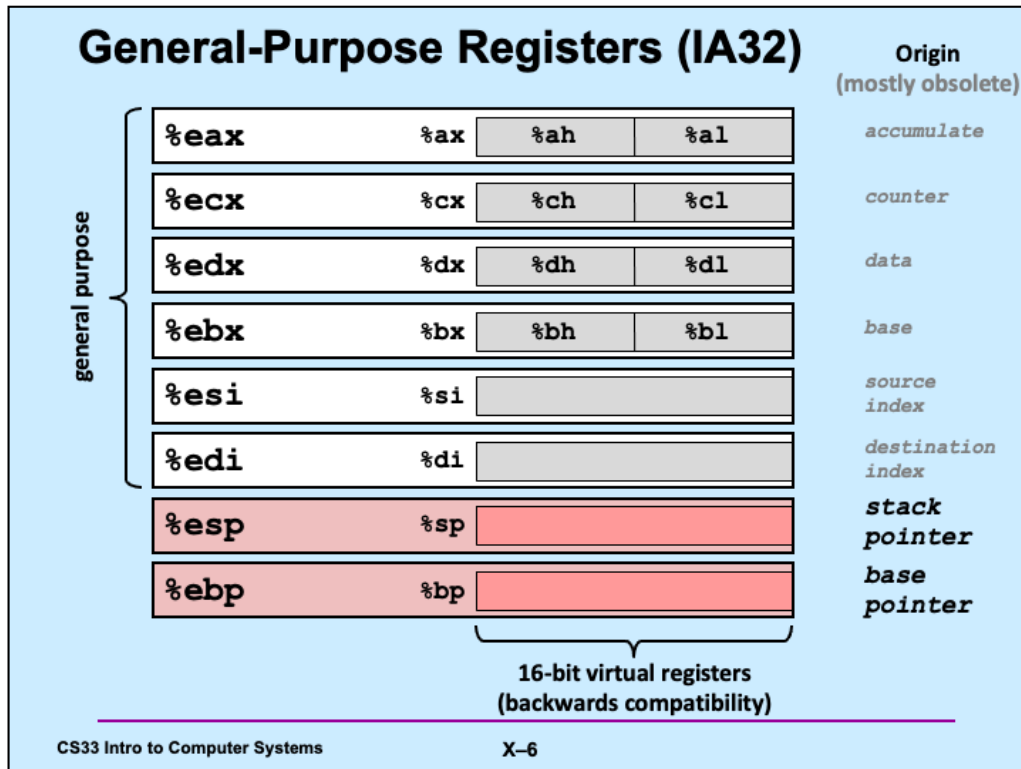 General-Purpose Registers (IA32)
Origin
(mostly obsolete)
general purpose
%eax %ax %ah %al accumulate
%ecx %cx %ch %cl counter
%edx %dx %dh %dl data
%ebx %bx %bh %bl base
%esi %si source
index
%edi %di destination
index
%esp %sp stack
pointer
%ebp %bp base
pointer
16-bit virtual registers
(backwards compatibility)
CS33 Intro to Computer Systems X–6